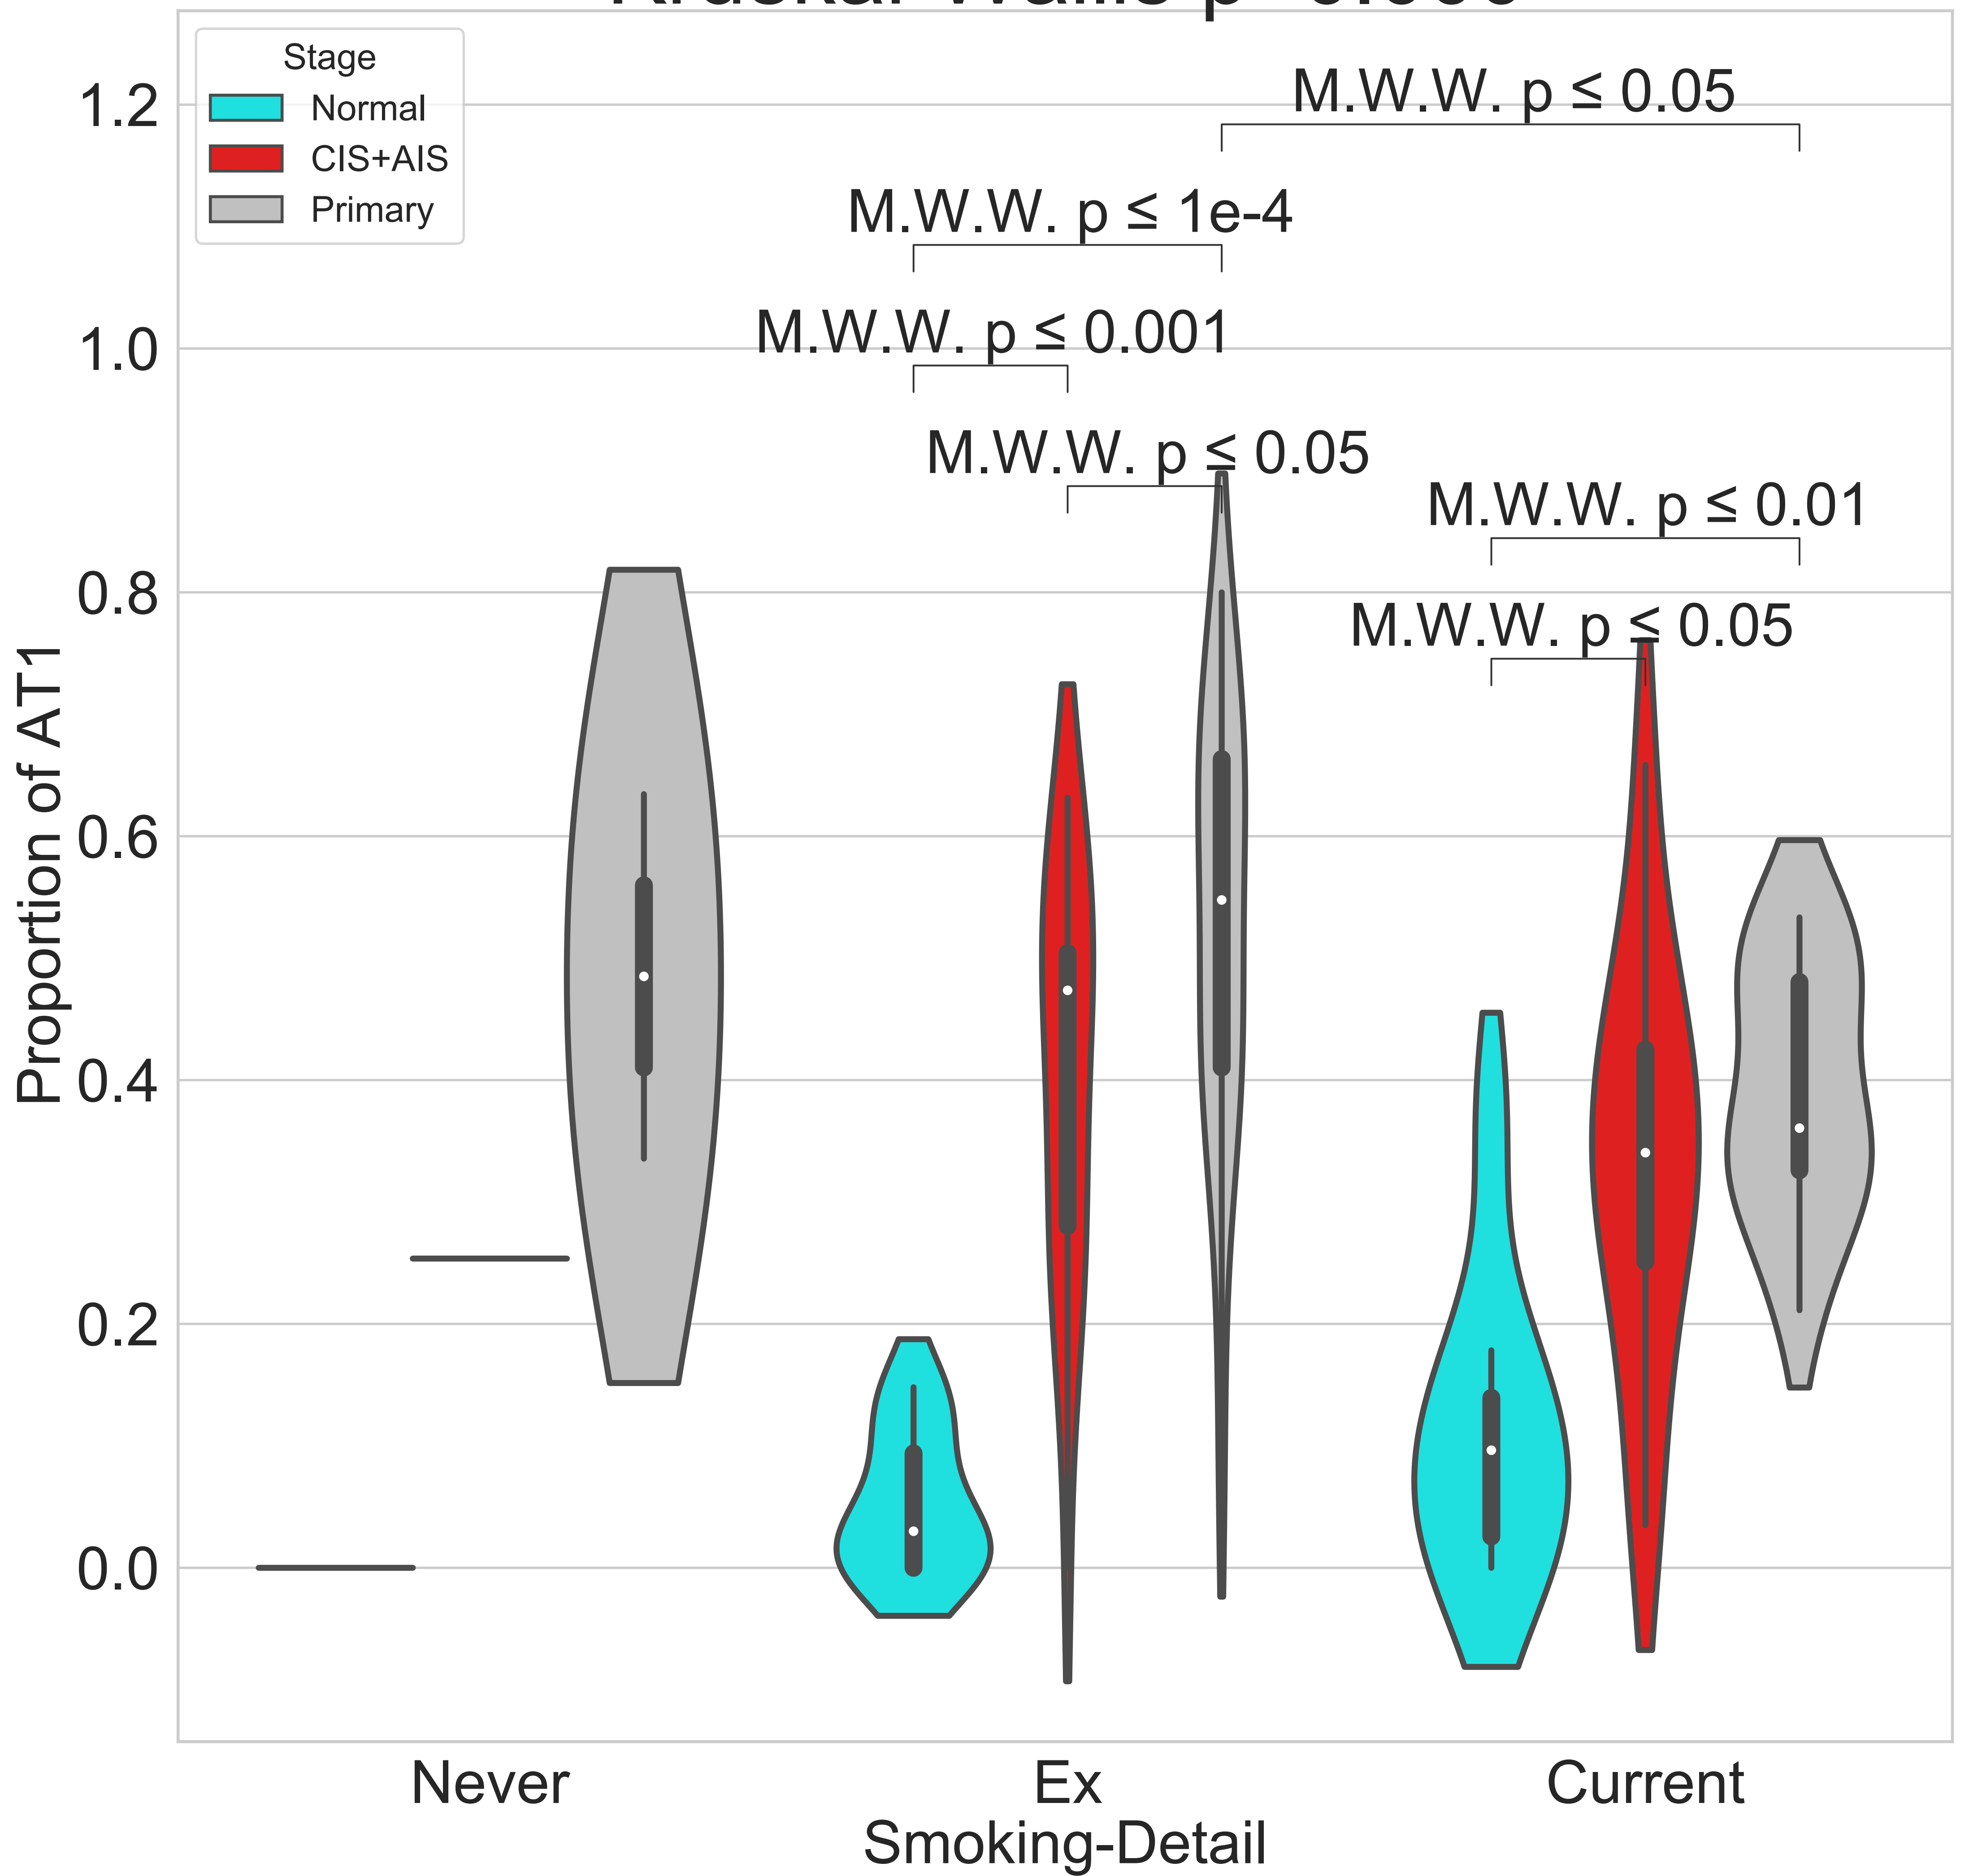 Stage
Normal
CIS+AIS
Primary
M.W.W. p ≤ 0.05
M.W.W. p ≤ 1e-4
M.W.W. p ≤ 0.001
M.W.W. p ≤ 0.05
M.W.W. p ≤ 0.01
M.W.W. p ≤ 0.05
1.2
1.0
0.8
0.6
0.4
0.2
0.0
Proportion of AT1
Never
Ex
Current
Smoking-Detail